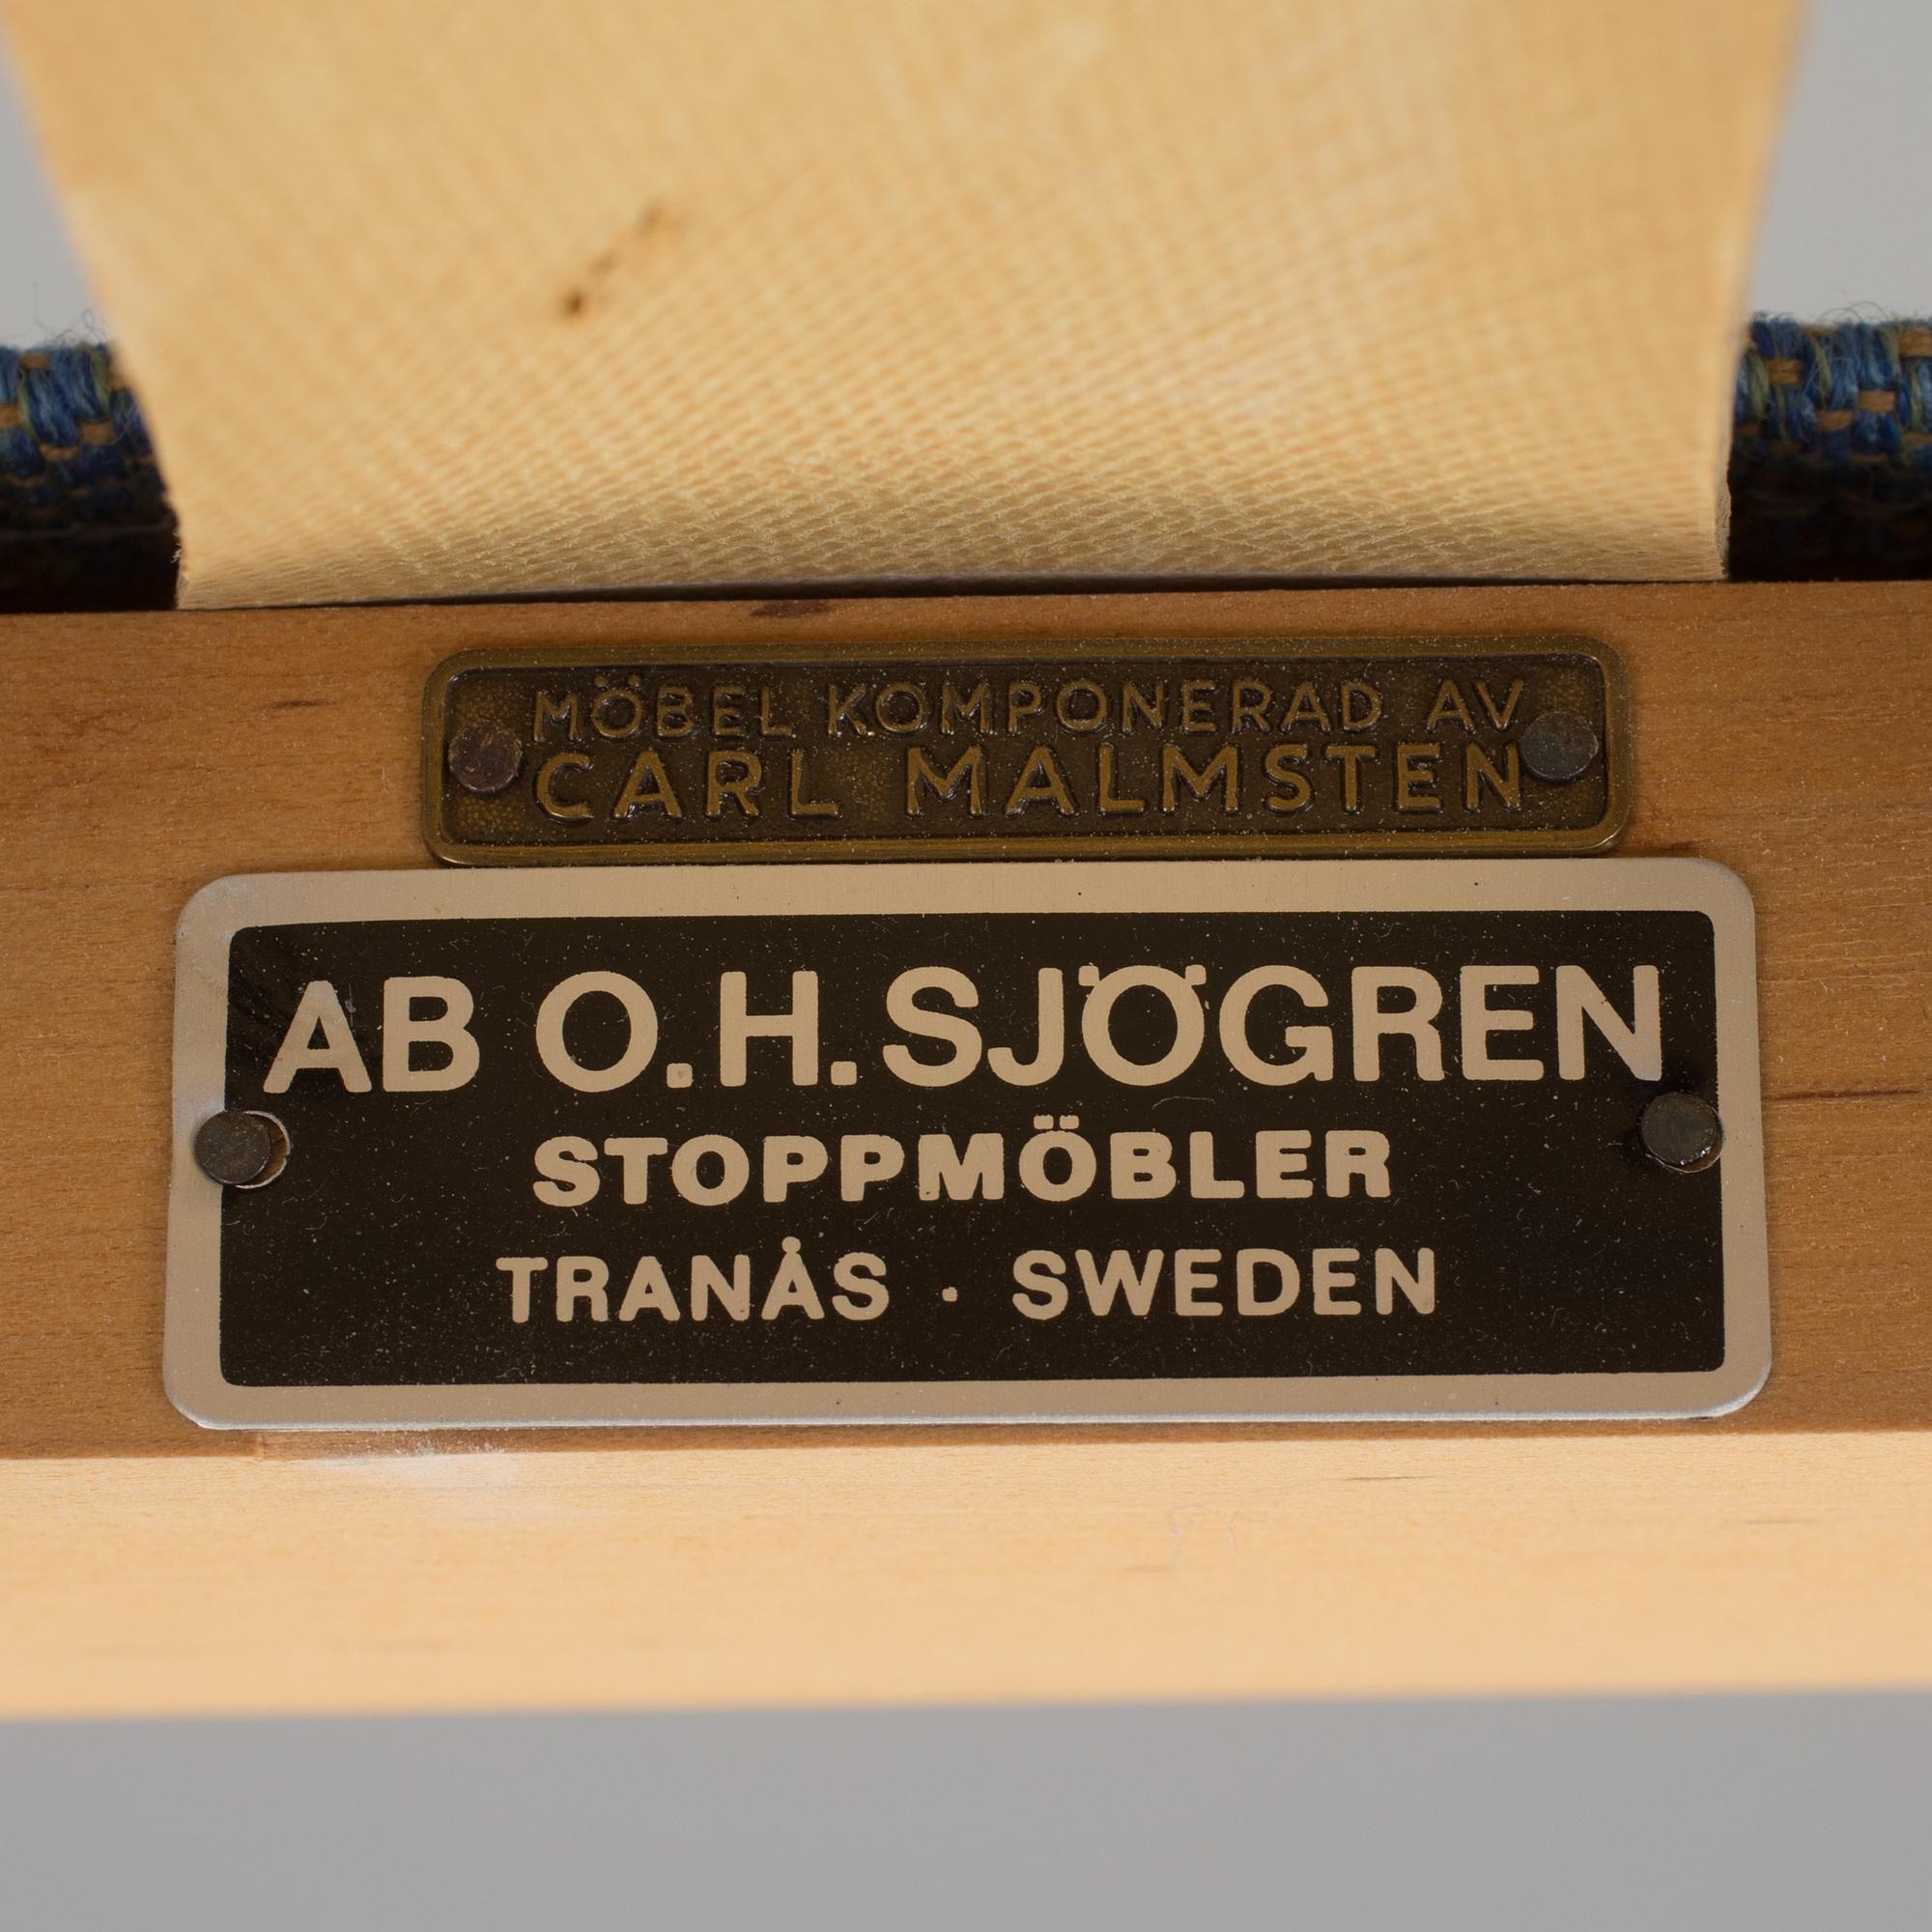 MÖBEL KOMPONERAD AV
CARL MALMSTEN
AB O.H. SJÖGREN
STOPPMÖBLER
TRANÅS · SWEDEN